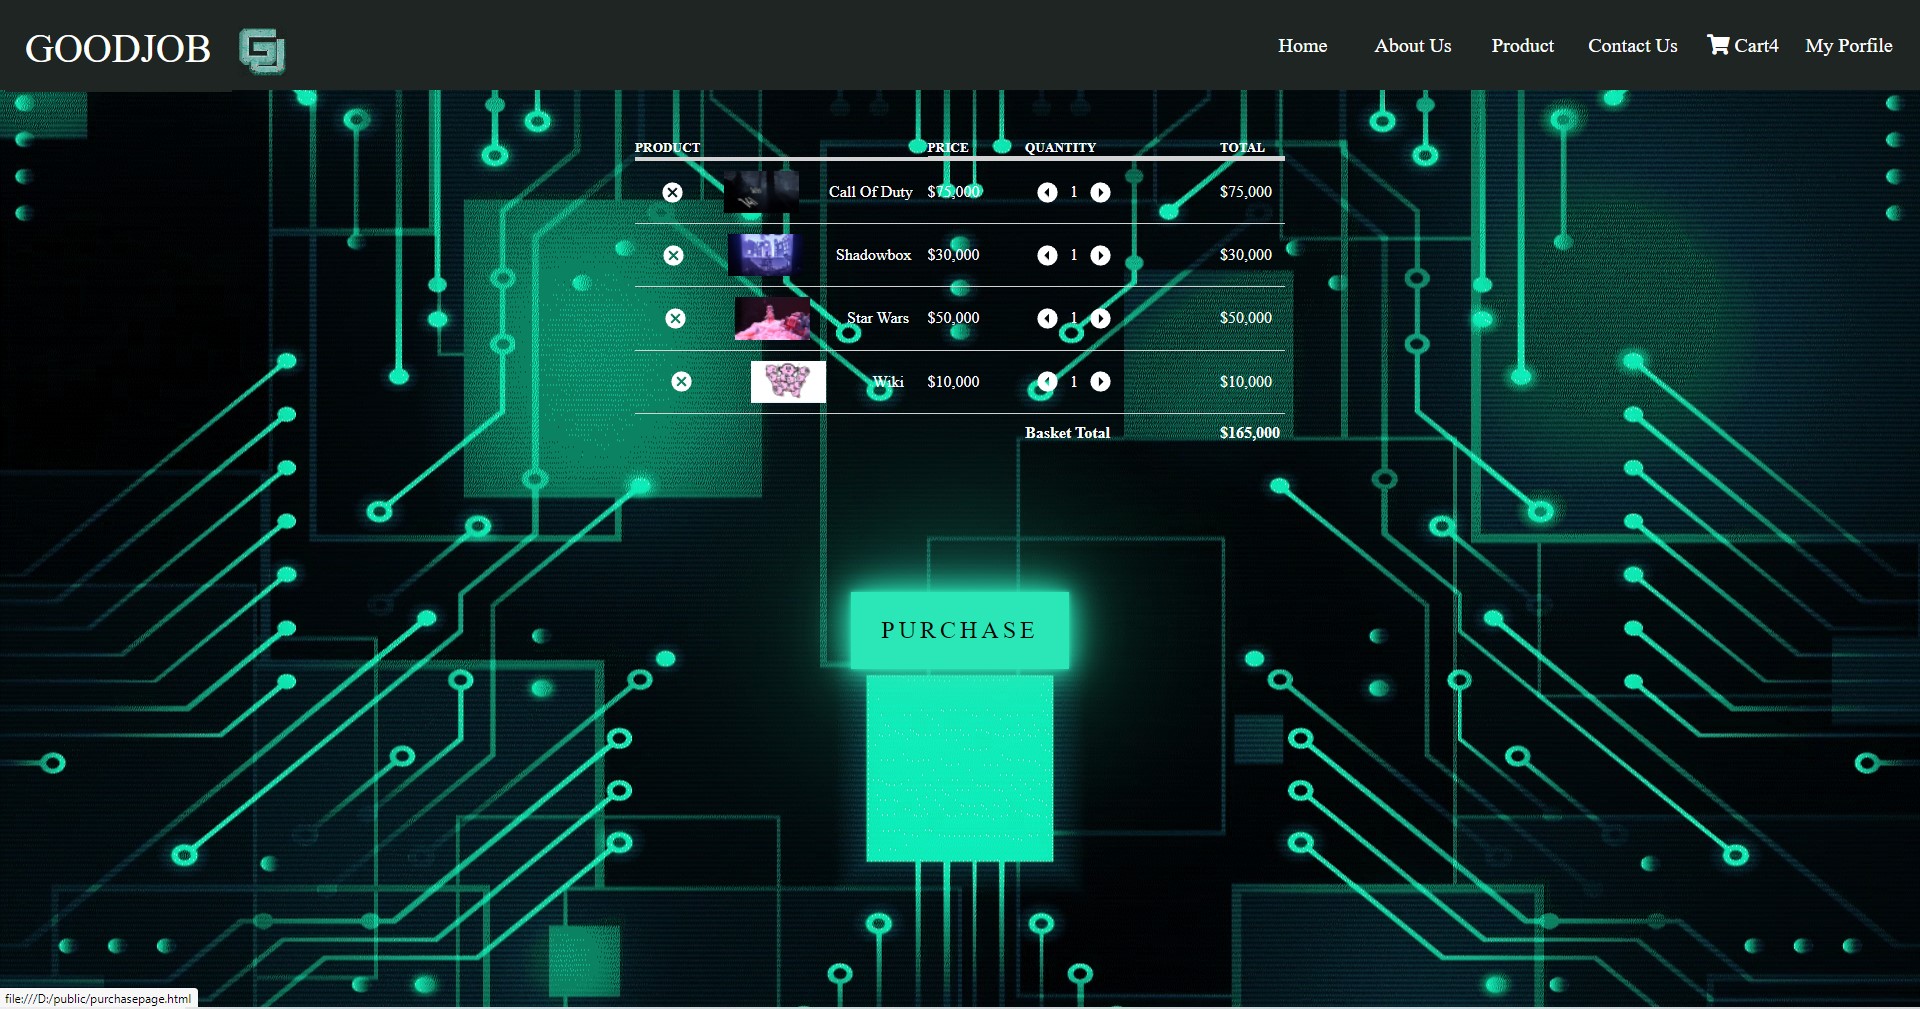 GOODJOB GJ Home About Us Product Contact Us Cart4 My Porfile
PRODUCT PRICE QUANTITY TOTAL
Call Of Duty $75,000 1 $75,000
Shadowbox $30,000 1 $30,000
Star Wars $50,000 1 $50,000
Wiki $10,000 1 $10,000
Basket Total $165,000
PURCHASE
file:///D:/public/purchasepage.html